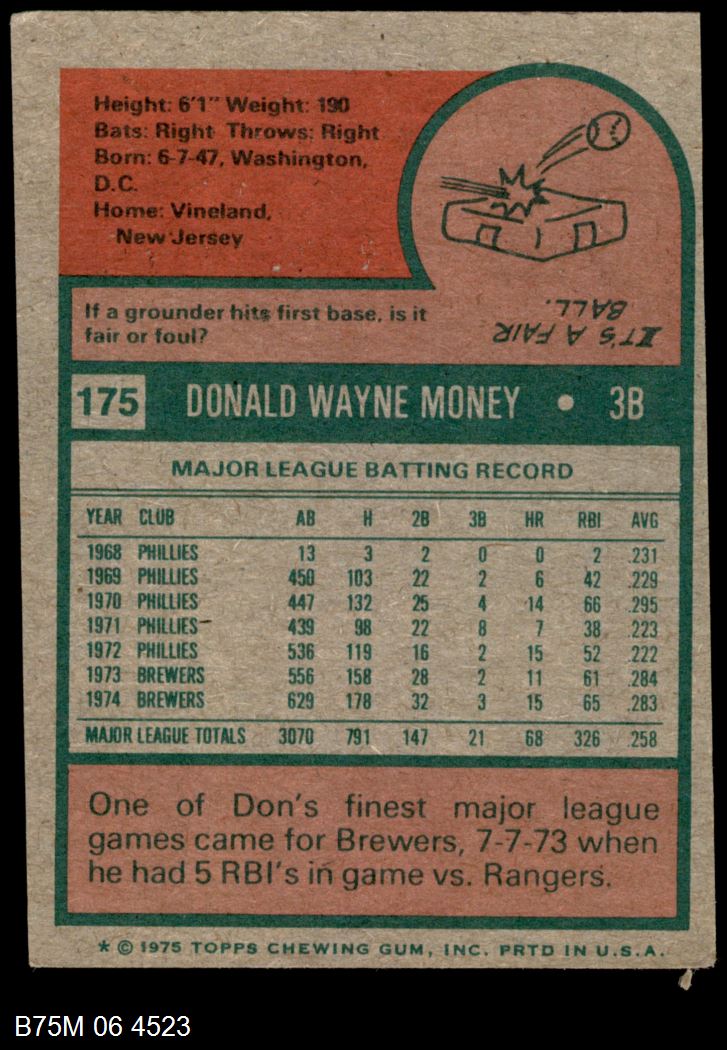 Height: 6'1" Weight: 190
Bats: Right Throws: Right
Born: 6-7-47, Washington,
D.C.
Home: Vineland,
New Jersey
If a grounder hits first base, is it
fair or foul?
IT'S A FAIR
BALL.
175 DONALD WAYNE MONEY • 3B
MAJOR LEAGUE BATTING RECORD
YEAR CLUB AB H 2B 3B HR RBI AVG
1968 PHILLIES 13 3 2 0 0 2 .231
1969 PHILLIES 450 103 22 2 6 42 .229
1970 PHILLIES 447 132 25 4 14 66 .295
1971 PHILLIES 439 98 22 8 7 38 .223
1972 PHILLIES 536 119 16 2 15 52 .222
1973 BREWERS 556 158 28 2 11 61 .284
1974 BREWERS 629 178 32 3 15 65 .283
MAJOR LEAGUE TOTALS 3070 791 147 21 68 326 .258
One of Don's finest major league
games came for Brewers, 7-7-73 when
he had 5 RBI's in game vs. Rangers.
* © 1975 TOPPS CHEWING GUM, INC. PRTD IN U.S.A.
B75M 06 4523